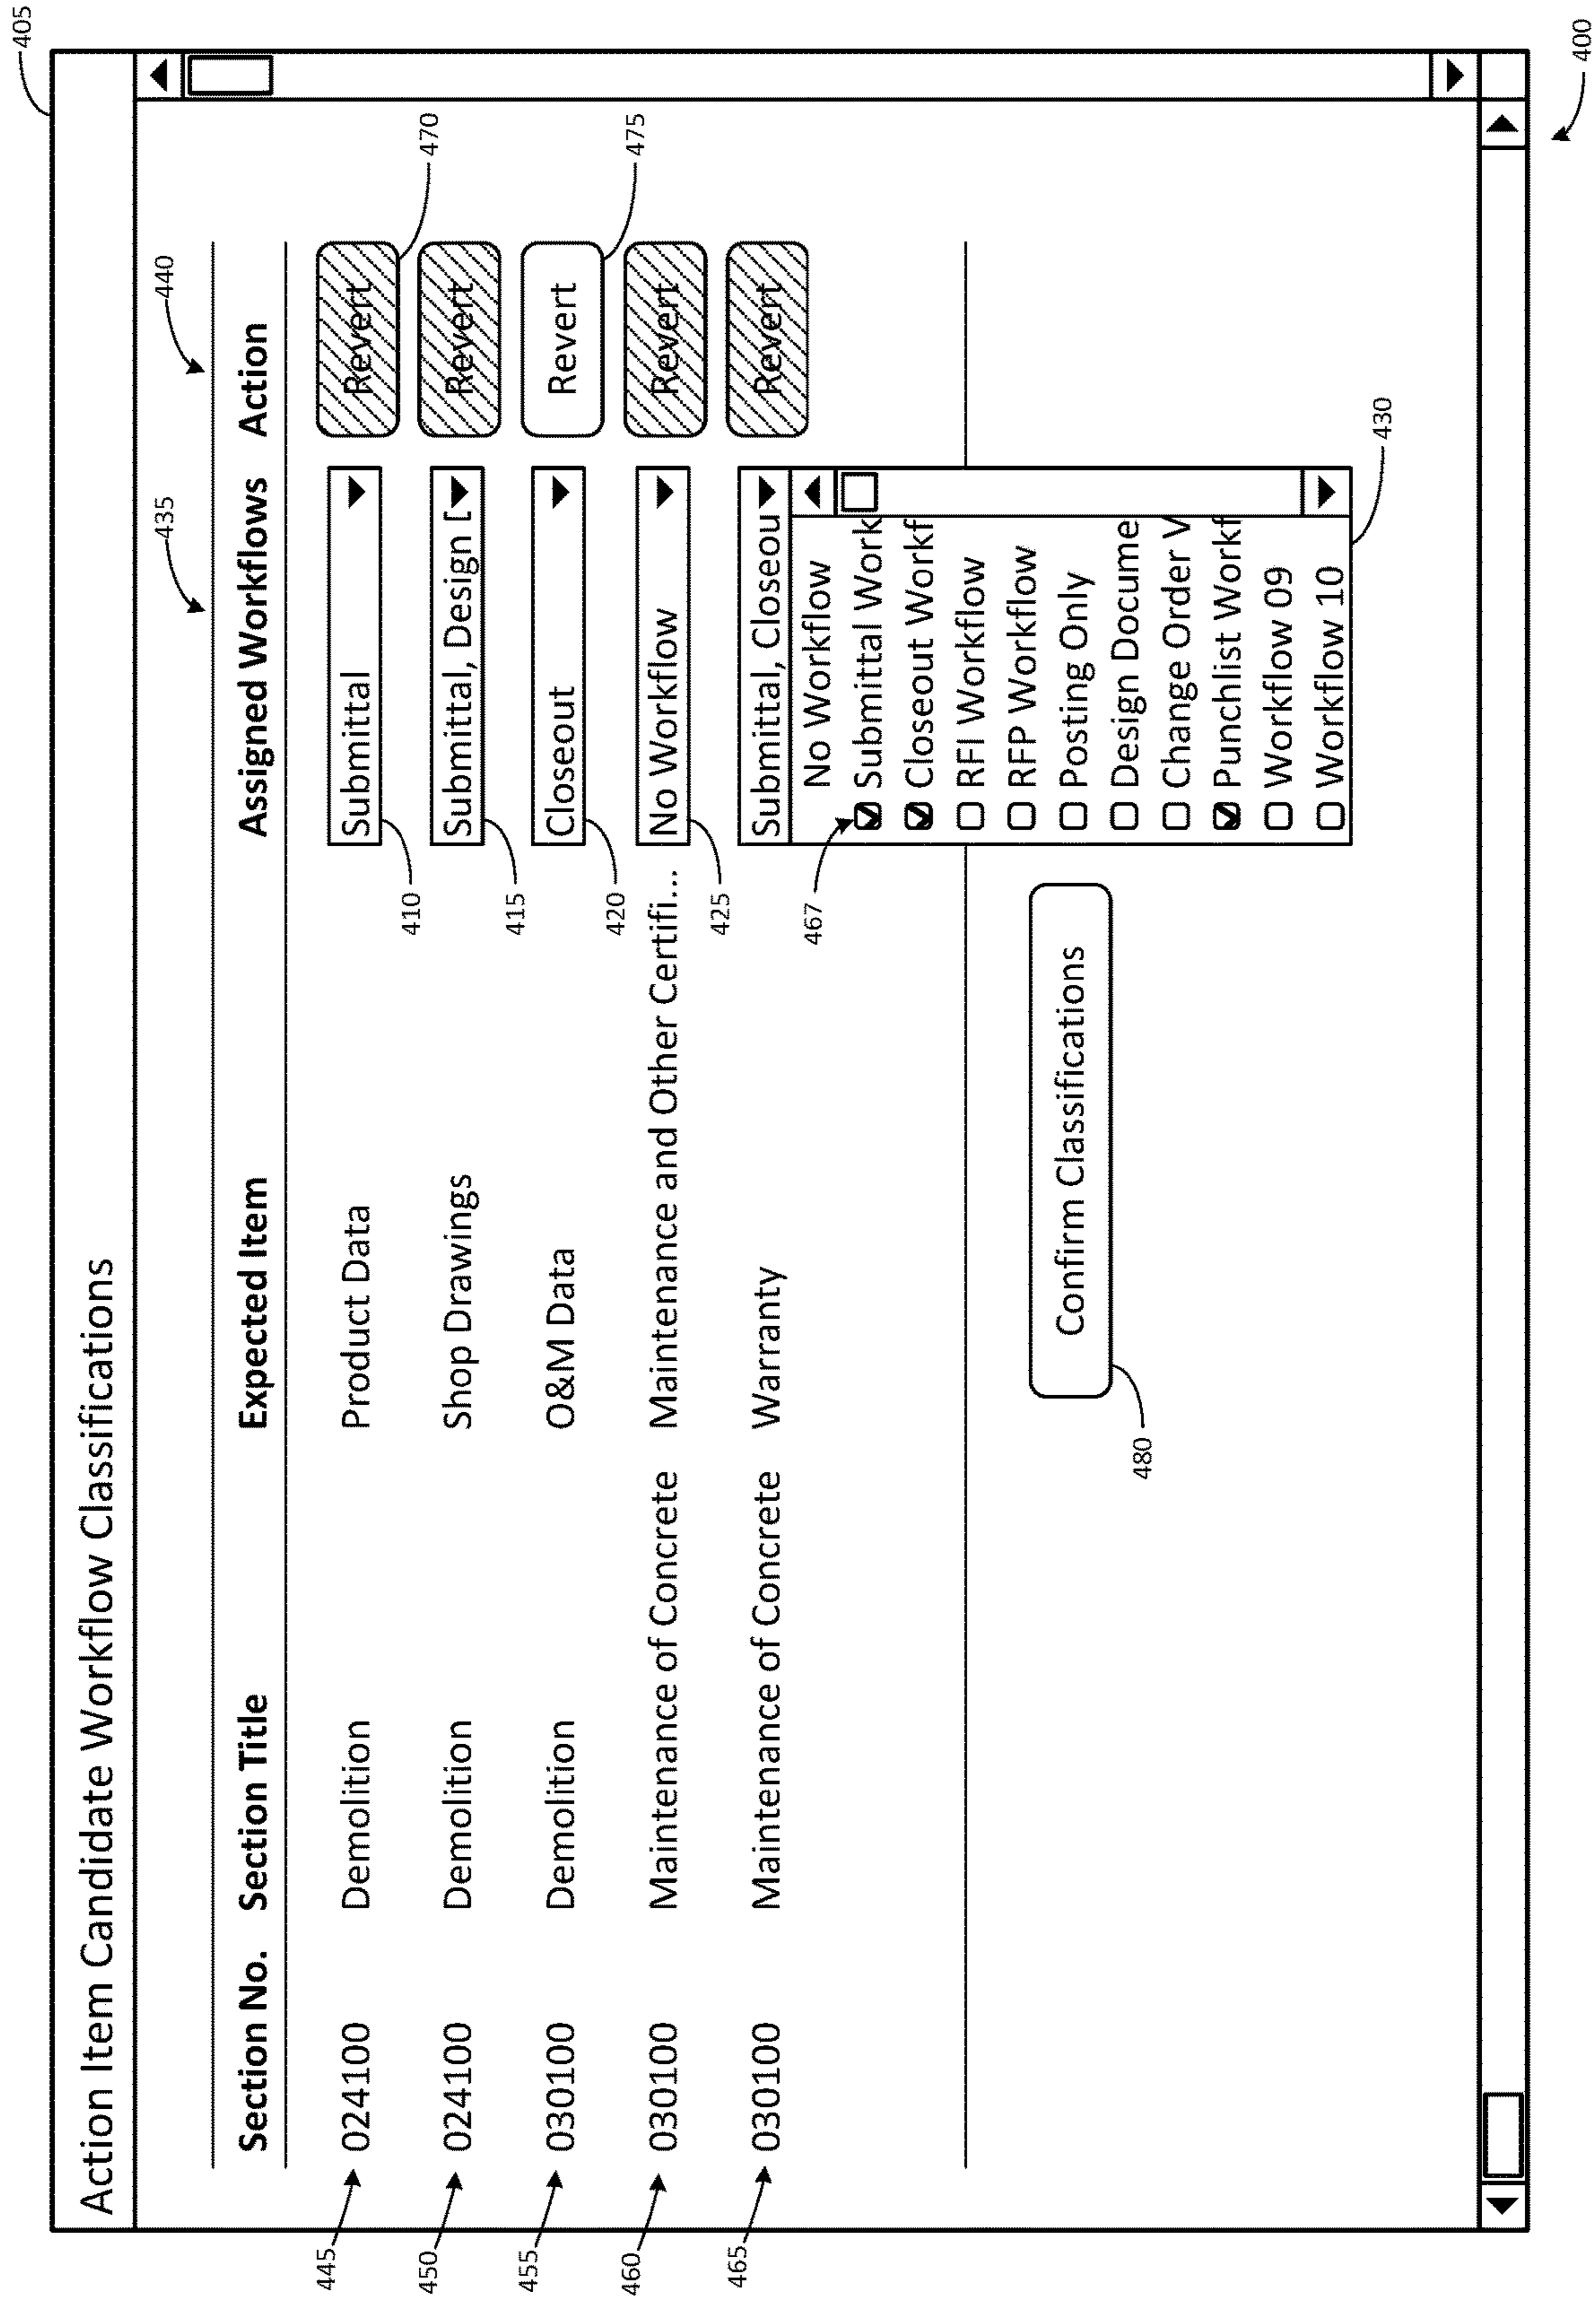 405
Action Item Candidate Workflow Classifications
435
440
Section No. Section Title Expected Item Assigned Workflows Action
445 024100 Demolition Product Data Submittal Revert
410
470
450 024100 Demolition Shop Drawings Submittal, Design [ Revert
415
455 030100 Demolition O&M Data Closeout Revert
420
475
460 030100 Maintenance of Concrete Maintenance and Other Certifi... No Workflow Revert
425
465 030100 Maintenance of Concrete Warranty Submittal, Closeou Revert
No Workflow
467
Submittal Work
Closeout Workf
RFI Workflow
RFP Workflow
Posting Only
Design Docume
Change Order V
Punchlist Workf
Workflow 09
Workflow 10
430
Confirm Classifications
480
400